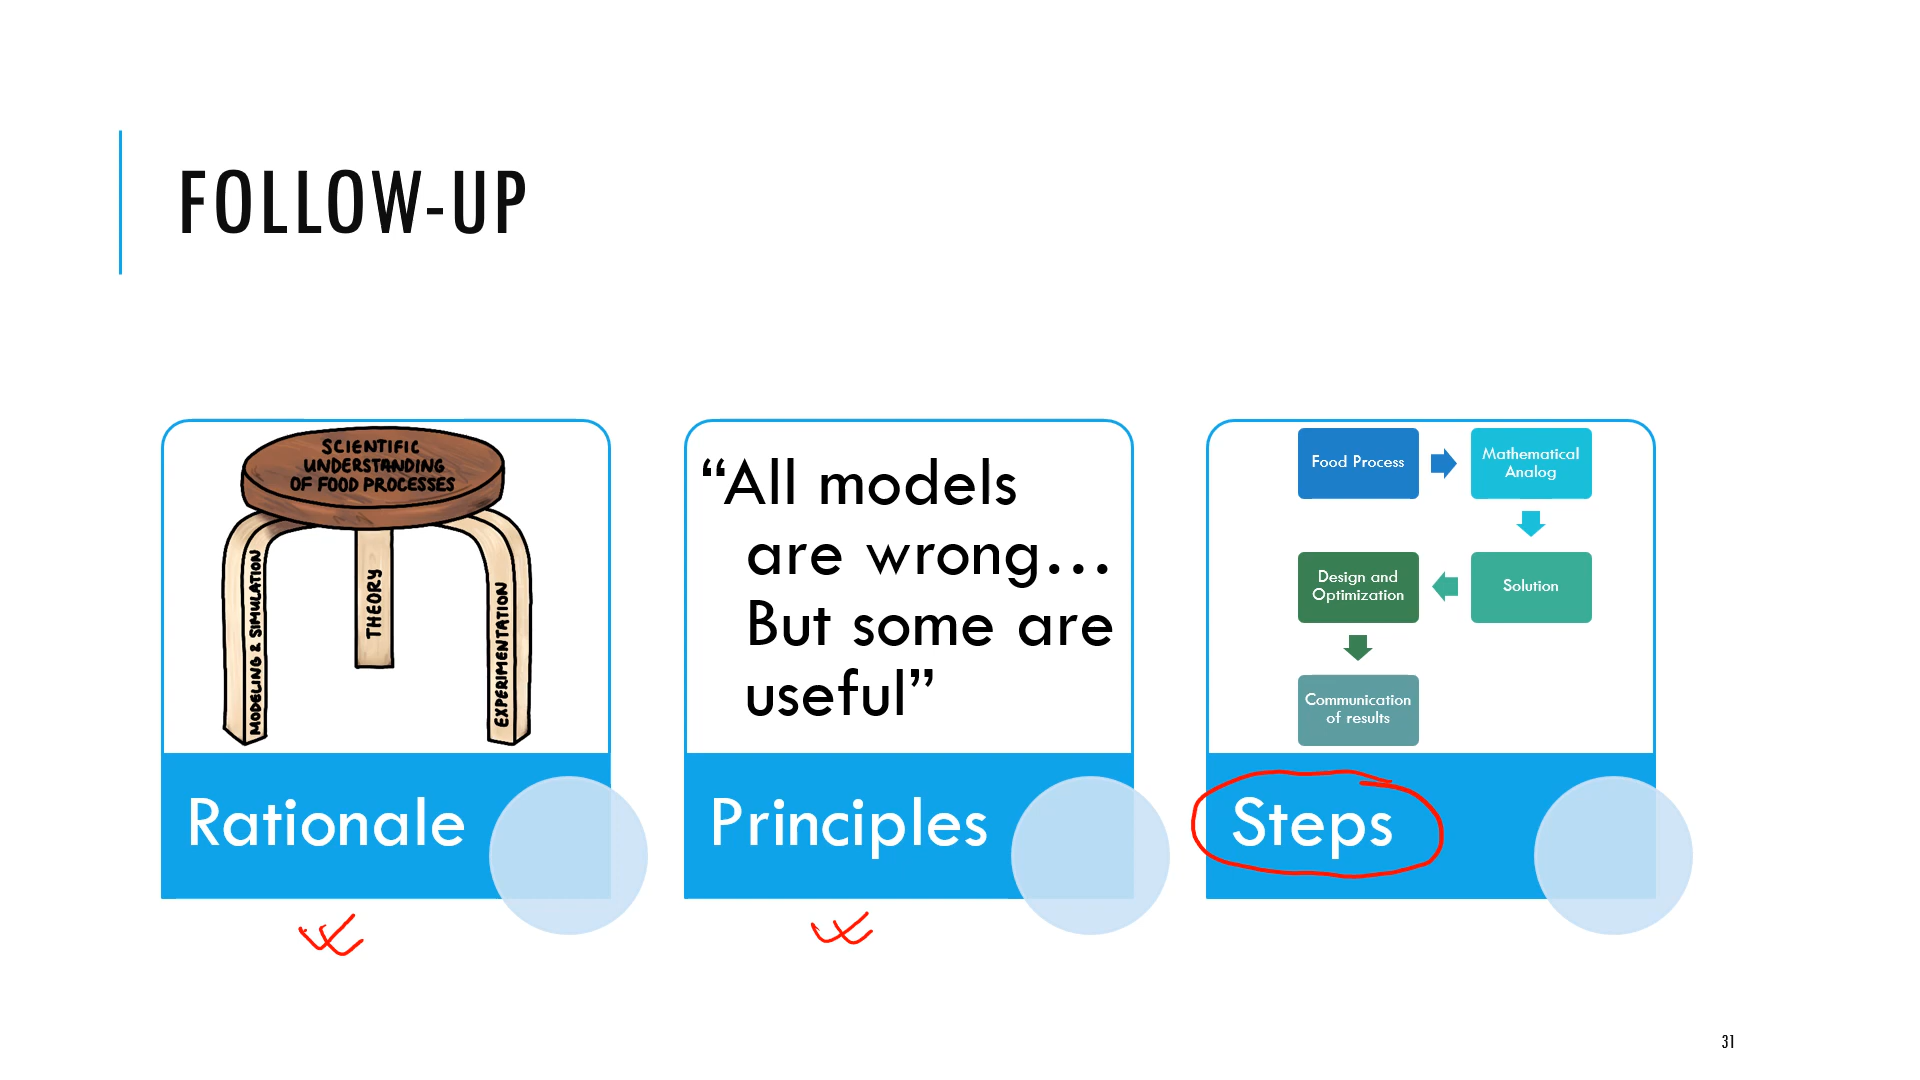 FOLLOW-UP
SCIENTIFIC
UNDERSTANDING
OF FOOD PROCESSES
MODELING & SIMULATION
THEORY
EXPERIMENTATION
Rationale
“All models
are wrong…
But some are
useful”
Principles
Food Process
Mathematical
Analog
Solution
Design and
Optimization
Communication
of results
Steps
31